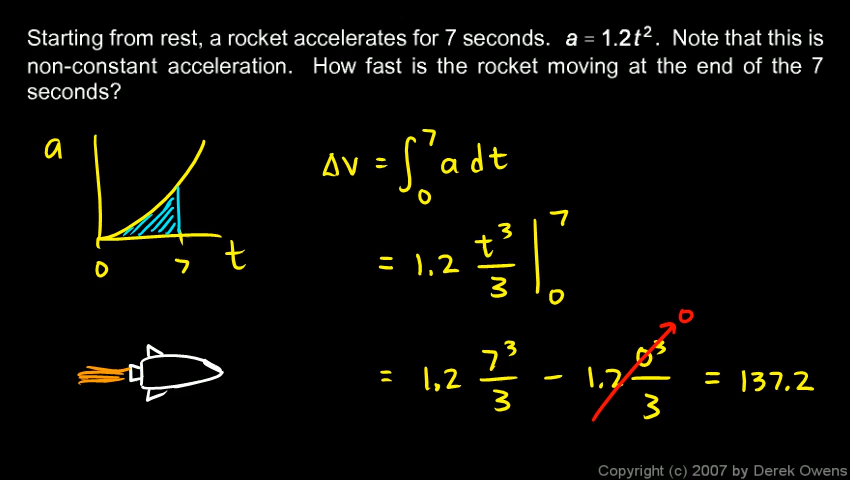 Starting from rest, a rocket accelerates for 7 seconds. a = 1.2t². Note that this is
non-constant acceleration. How fast is the rocket moving at the end of the 7
seconds?
a
0 7 t
Δv = ∫₀⁷ a dt
= 1.2 t³/3 |₀⁷
= 1.2 7³/3 − 1.2 0³/3 = 137.2
0
Copyright (c) 2007 by Derek Owens